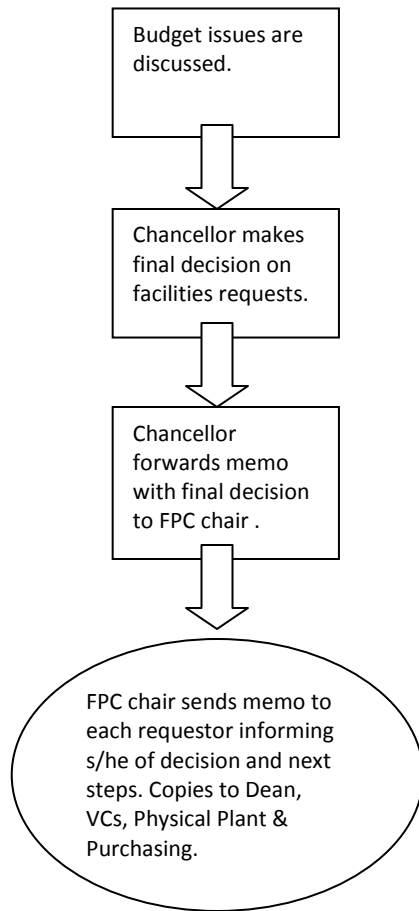 Budget issues are
discussed.
Chancellor makes
final decision on
facilities requests.
Chancellor
forwards memo
with final decision
to FPC chair .
FPC chair sends memo to
each requestor informing
s/he of decision and next
steps. Copies to Dean,
VCs, Physical Plant &
Purchasing.